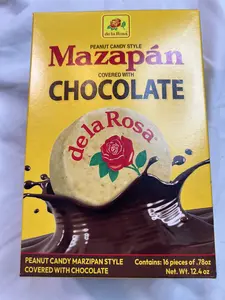 de la Rosa
PEANUT CANDY STYLE
Mazapán
COVERED WITH
CHOCOLATE
de la Rosa
PEANUT CANDY MARZIPAN STYLE
COVERED WITH CHOCOLATE
Contains: 16 pieces of .78oz
Net. Wt. 12.4 oz